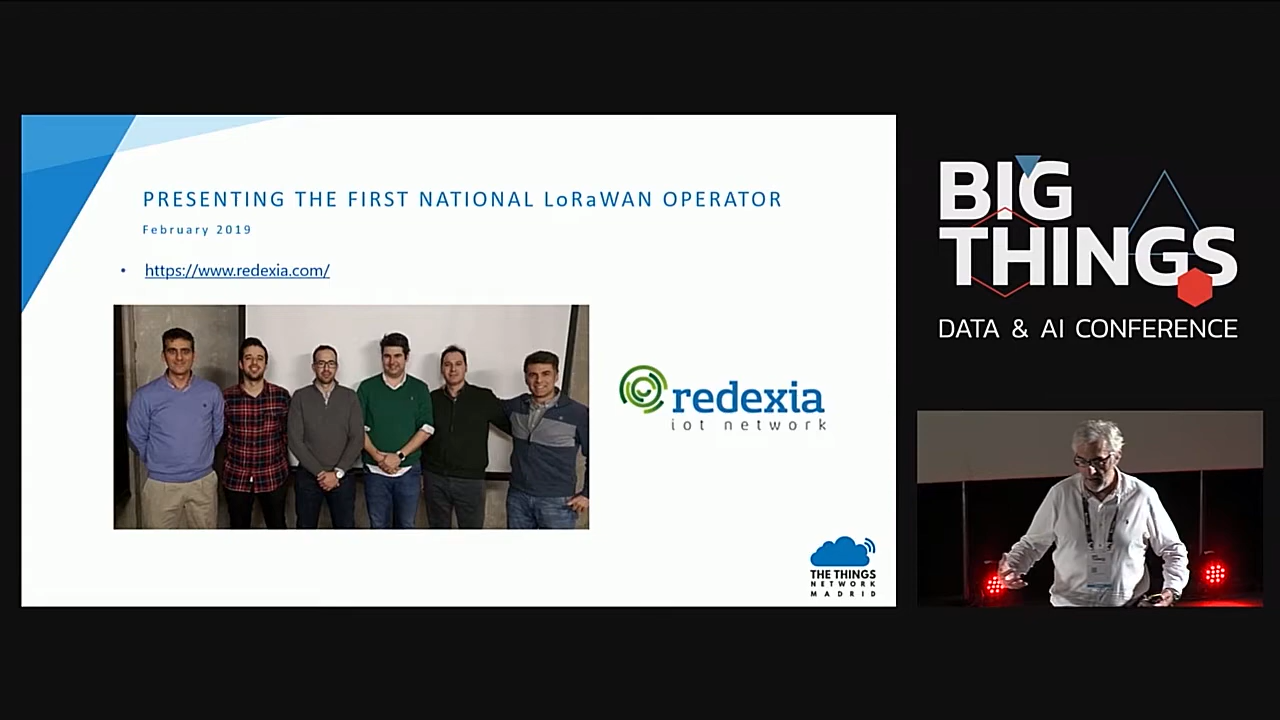 PRESENTING THE FIRST NATIONAL LoRaWAN OPERATOR
February 2019
• https://www.redexia.com/
redexia
iot network
THE THINGS
NETWORK
MADRID
BIG
THINGS
DATA & AI CONFERENCE